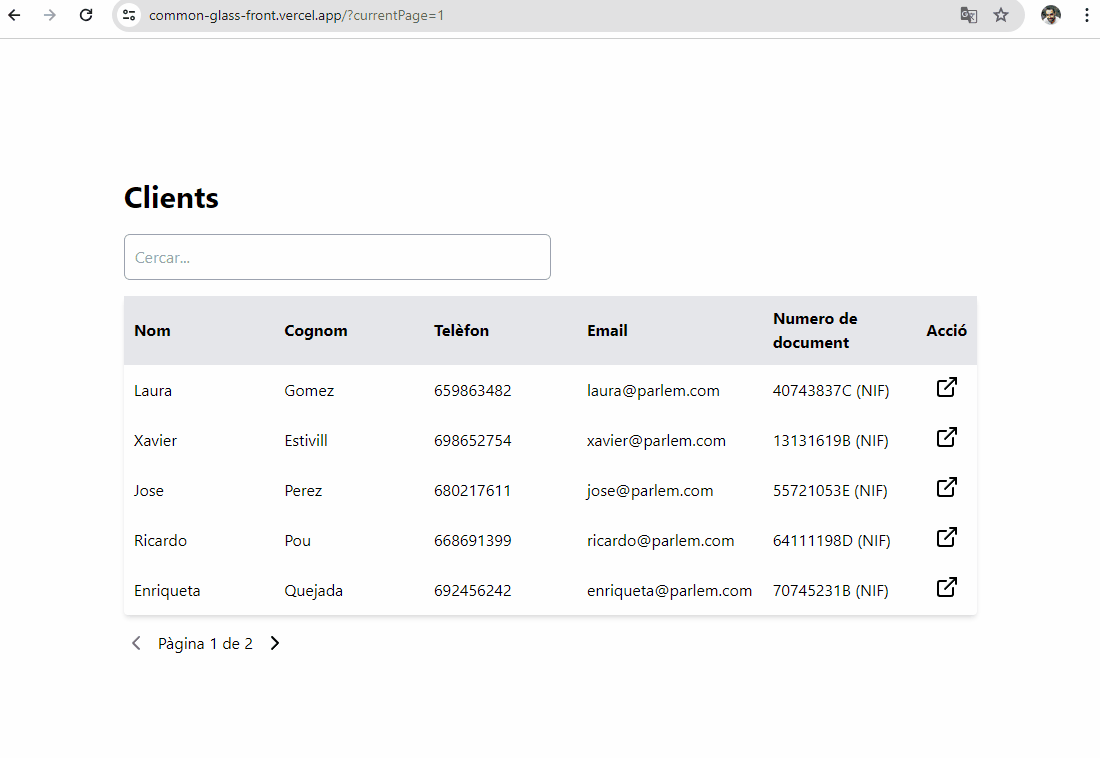 common-glass-front.vercel.app/?currentPage=1
Clients
Cercar...
Nom Cognom Telèfon Email Numero de document Acció
Laura Gomez 659863482 laura@parlem.com 40743837C (NIF)
Xavier Estivill 698652754 xavier@parlem.com 13131619B (NIF)
Jose Perez 680217611 jose@parlem.com 55721053E (NIF)
Ricardo Pou 668691399 ricardo@parlem.com 64111198D (NIF)
Enriqueta Quejada 692456242 enriqueta@parlem.com 70745231B (NIF)
Pàgina 1 de 2